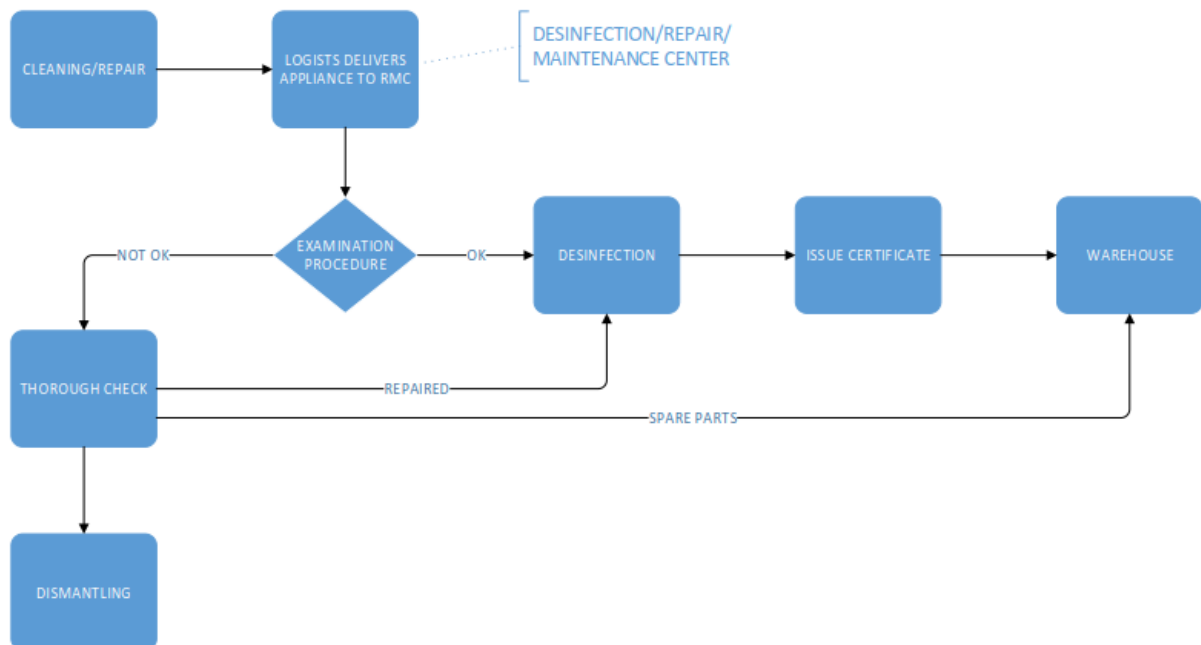 CLEANING/REPAIR
LOGISTS DELIVERS
APPLIANCE TO RMC
DESINFECTION/REPAIR/
MAINTENANCE CENTER
EXAMINATION
PROCEDURE
NOT OK
OK
DESINFECTION
ISSUE CERTIFICATE
WAREHOUSE
THOROUGH CHECK
REPAIRED
SPARE PARTS
DISMANTLING